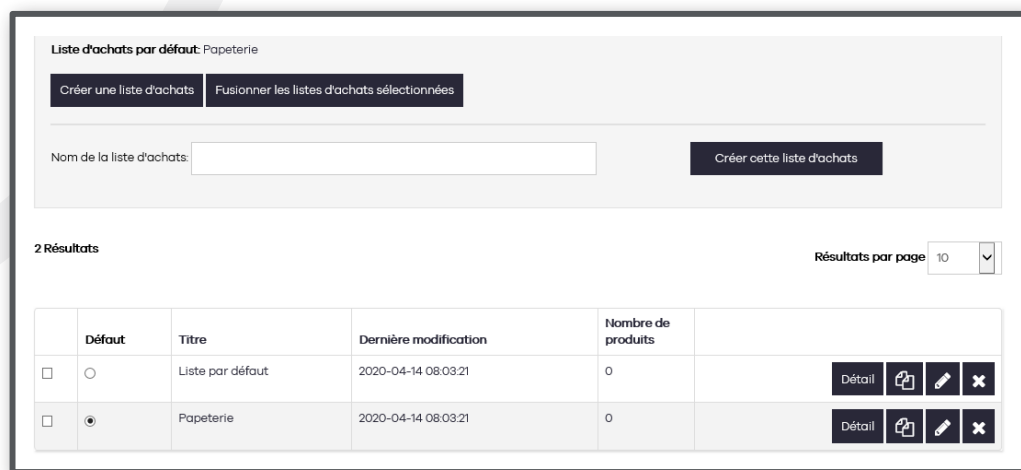 Liste d'achats par défaut: Papeterie
Créer une liste d'achats Fusionner les listes d'achats sélectionnées
Nom de la liste d'achats: Créer cette liste d'achats
2 Résultats
Résultats par page 10
Défaut Titre Dernière modification Nombre de produits
Liste par défaut 2020-04-14 08:03:21 0 Détail
Papeterie 2020-04-14 08:03:21 0 Détail